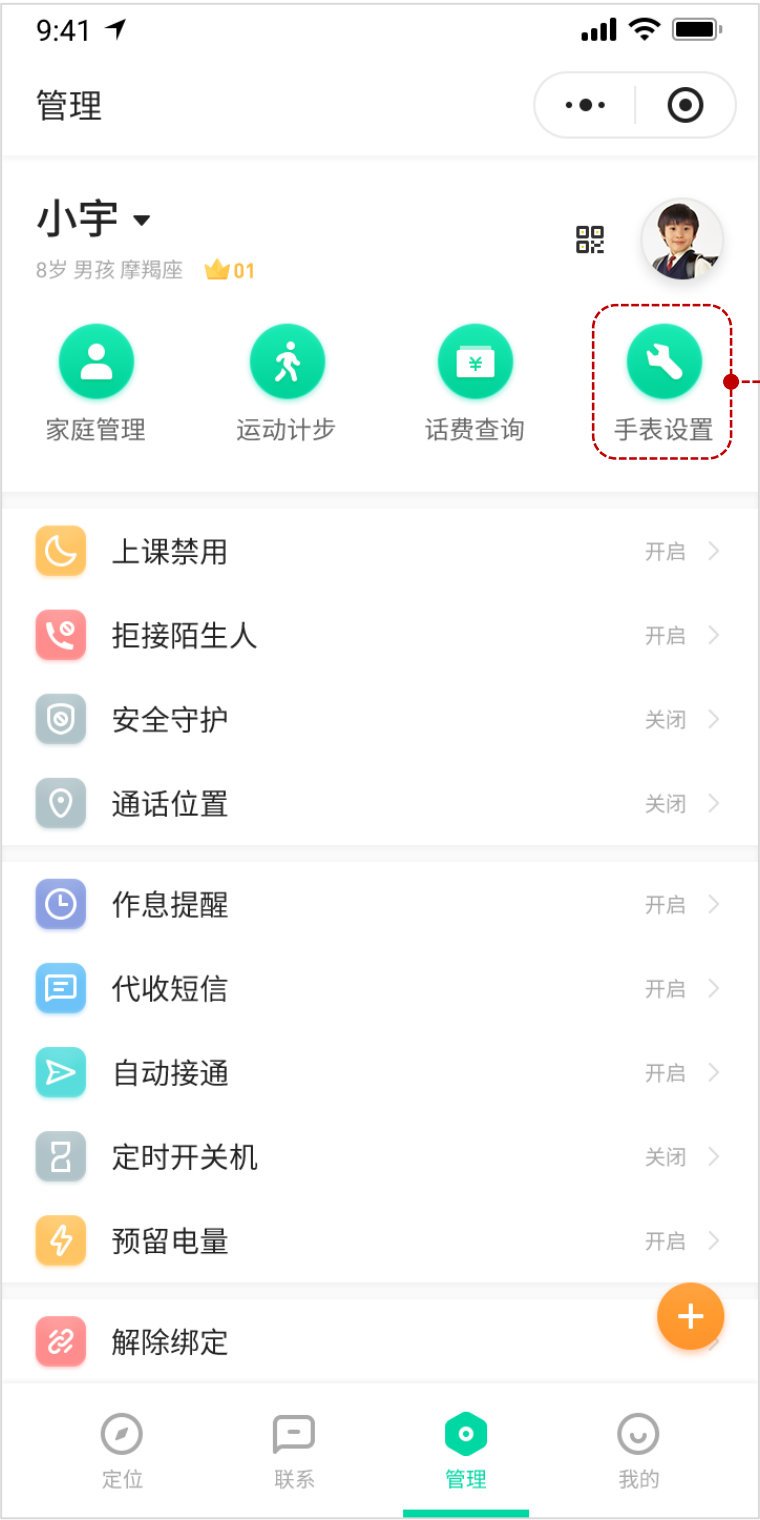 9:41
管理
小宇
8岁 男孩 摩羯座 01
家庭管理 运动计步 话费查询 手表设置
上课禁用 开启
拒接陌生人 开启
安全守护 关闭
通话位置 关闭
作息提醒 开启
代收短信 开启
自动接通 开启
定时开关机 关闭
预留电量 开启
解除绑定
定位 联系 管理 我的